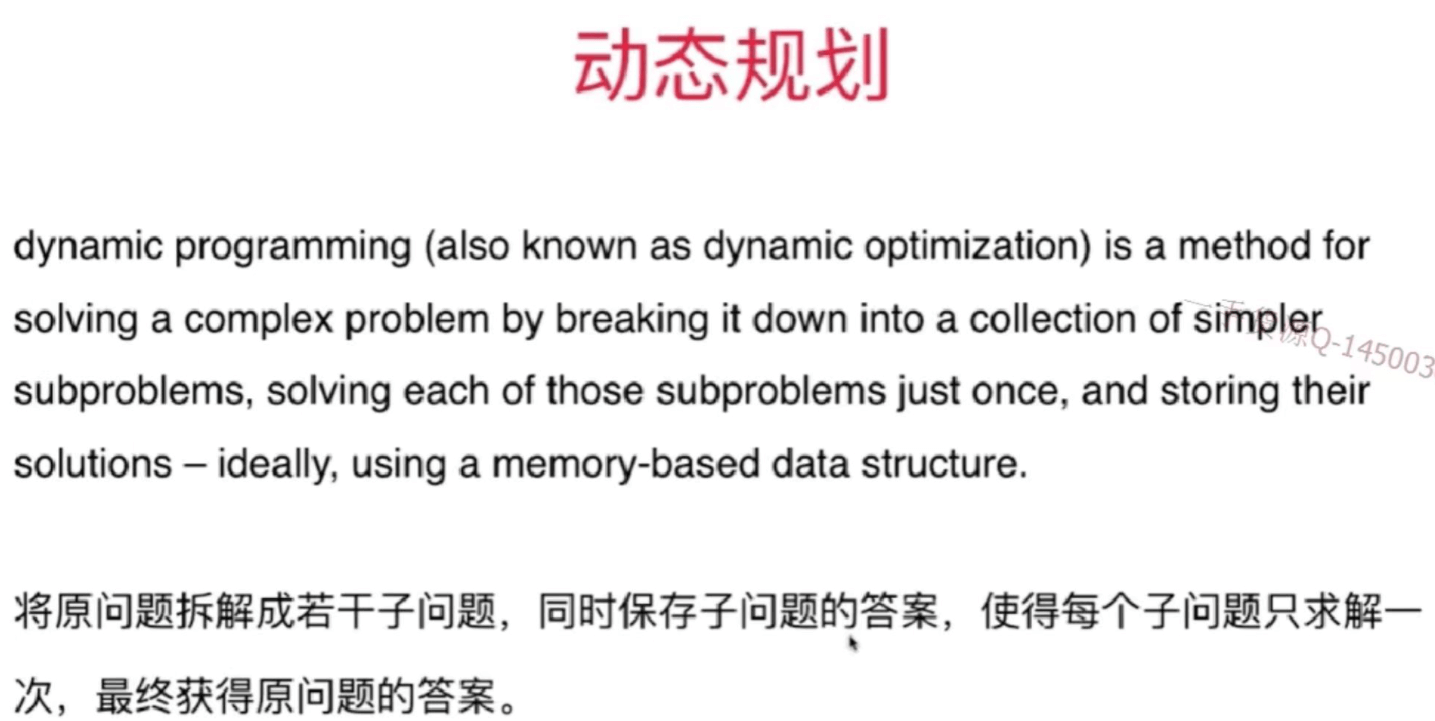 动态规划
dynamic programming (also known as dynamic optimization) is a method for
solving a complex problem by breaking it down into a collection of simpler
subproblems, solving each of those subproblems just once, and storing their
solutions – ideally, using a memory-based data structure.
将原问题拆解成若干子问题，同时保存子问题的答案，使得每个子问题只求解一
次，最终获得原问题的答案。
源Q-145003